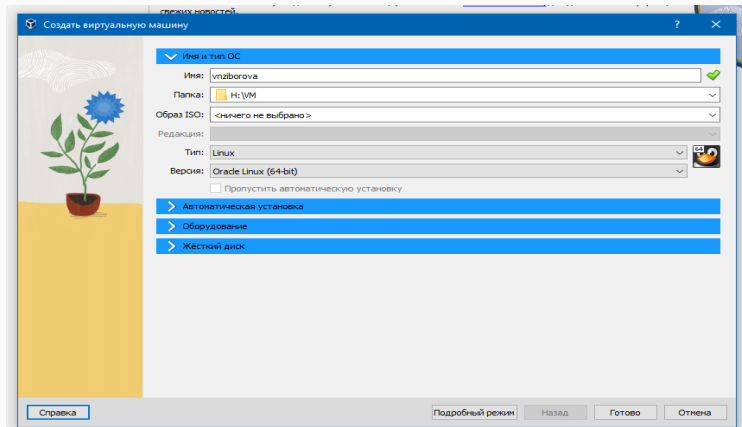 свежих новостей.
Создать виртуальную машину ? ×
Имя и тип ОС
Имя: vnziborova
Папка: H:\VM
Образ ISO: <ничего не выбрано>
Редакция:
Тип: Linux
64
Версия: Oracle Linux (64-bit)
Пропустить автоматическую установку
Автоматическая установка
Оборудование
Жёсткий диск
Справка Подробный режим Назад Готово Отмена